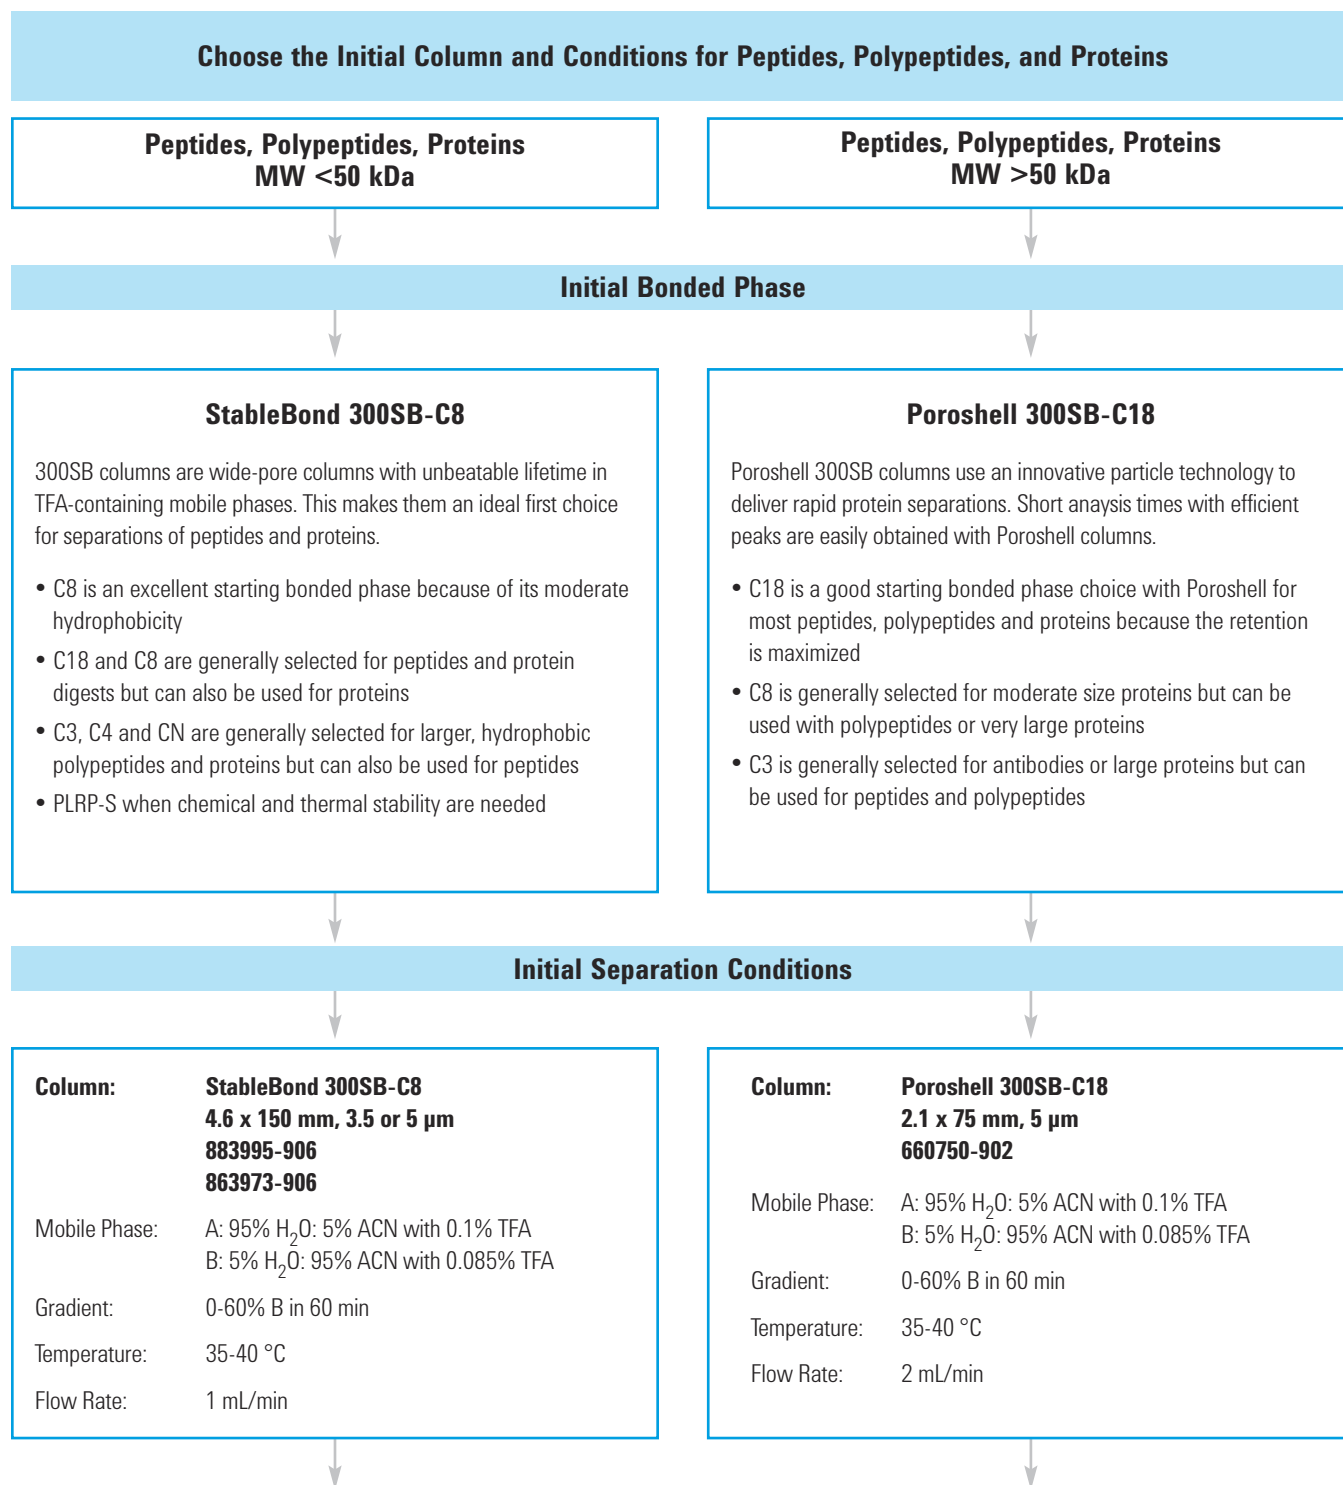 Choose the Initial Column and Conditions for Peptides, Polypeptides, and Proteins
Peptides, Polypeptides, Proteins
MW <50 kDa
Peptides, Polypeptides, Proteins
MW >50 kDa
Initial Bonded Phase
StableBond 300SB-C8
300SB columns are wide-pore columns with unbeatable lifetime in
TFA-containing mobile phases. This makes them an ideal first choice
for separations of peptides and proteins.
• C8 is an excellent starting bonded phase because of its moderate
hydrophobicity
• C18 and C8 are generally selected for peptides and protein
digests but can also be used for proteins
• C3, C4 and CN are generally selected for larger, hydrophobic
polypeptides and proteins but can also be used for peptides
• PLRP-S when chemical and thermal stability are needed
Poroshell 300SB-C18
Poroshell 300SB columns use an innovative particle technology to
deliver rapid protein separations. Short anaysis times with efficient
peaks are easily obtained with Poroshell columns.
• C18 is a good starting bonded phase choice with Poroshell for
most peptides, polypeptides and proteins because the retention
is maximized
• C8 is generally selected for moderate size proteins but can be
used with polypeptides or very large proteins
• C3 is generally selected for antibodies or large proteins but can
be used for peptides and polypeptides
Initial Separation Conditions
Column: StableBond 300SB-C8
4.6 x 150 mm, 3.5 or 5 µm
883995-906
863973-906
Mobile Phase: A: 95% H2O: 5% ACN with 0.1% TFA
B: 5% H2O: 95% ACN with 0.085% TFA
Gradient: 0-60% B in 60 min
Temperature: 35-40 °C
Flow Rate: 1 mL/min
Column: Poroshell 300SB-C18
2.1 x 75 mm, 5 µm
660750-902
Mobile Phase: A: 95% H2O: 5% ACN with 0.1% TFA
B: 5% H2O: 95% ACN with 0.085% TFA
Gradient: 0-60% B in 60 min
Temperature: 35-40 °C
Flow Rate: 2 mL/min